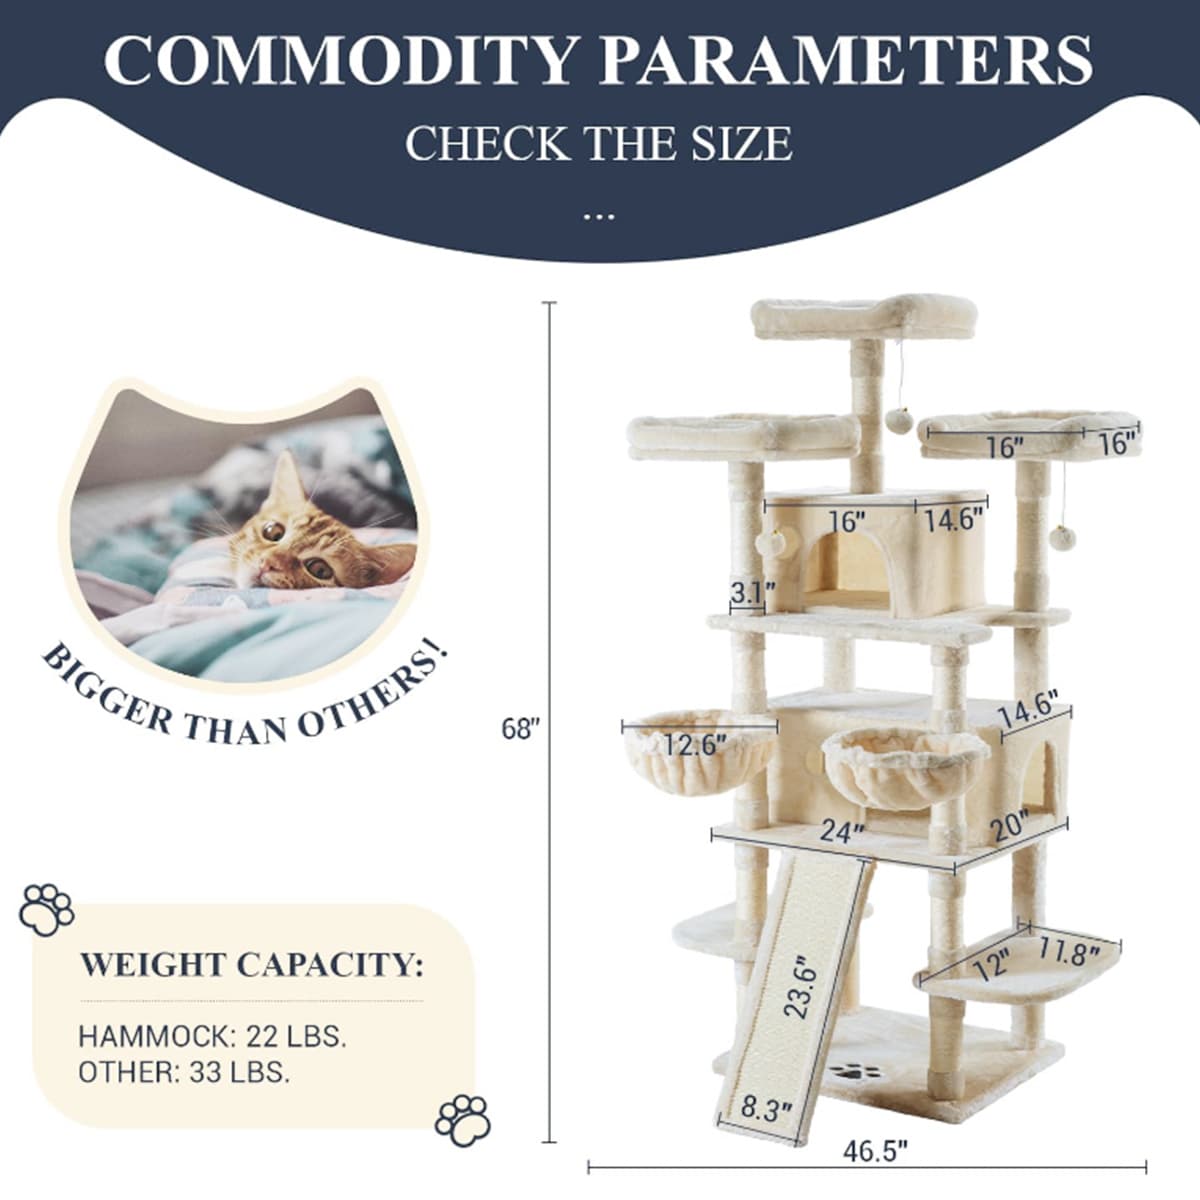 COMMODITY PARAMETERS
CHECK THE SIZE
...
16"
16"
16"
14.6"
3.1"
BIGGER THAN OTHERS!
68"
12.6"
14.6"
24"
20"
WEIGHT CAPACITY:
HAMMOCK: 22 LBS.
OTHER: 33 LBS.
12"
11.8"
23.6"
8.3"
46.5"